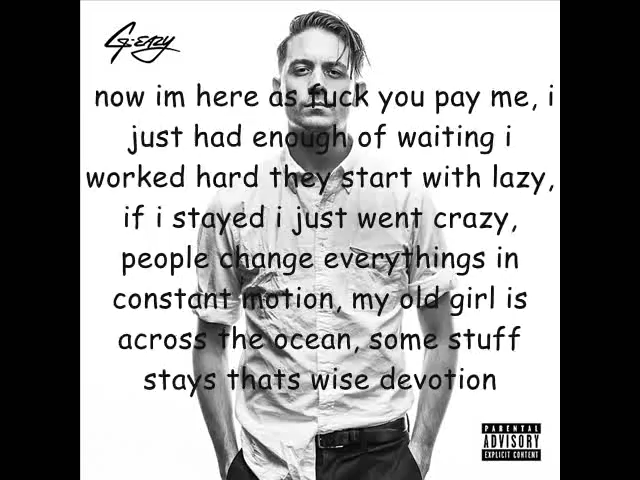 G-EAZY
now im here as fuck you pay me, i
just had enough of waiting i
worked hard they start with lazy,
if i stayed i just went crazy,
people change everythings in
constant motion, my old girl is
across the ocean, some stuff
stays thats wise devotion
PARENTAL
ADVISORY
EXPLICIT CONTENT